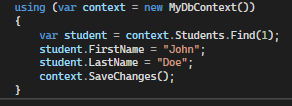 using (var context = new MyDbContext())
{
    var student = context.Students.Find(1);
    student.FirstName = "John";
    student.LastName = "Doe";
    context.SaveChanges();
}